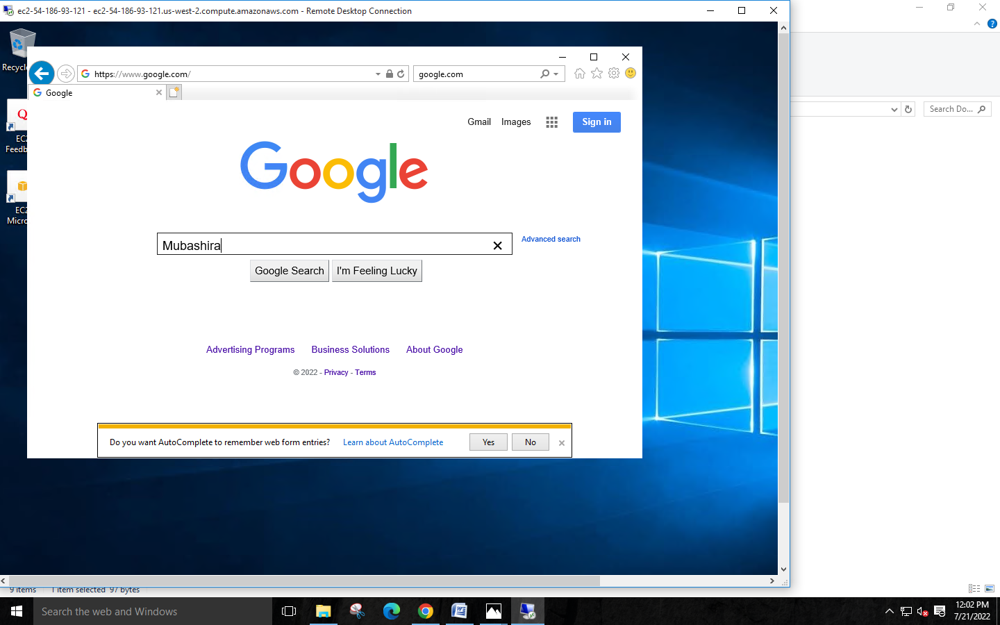 ec2-54-186-93-121 - ec2-54-186-93-121.us-west-2.compute.amazonaws.com - Remote Desktop Connection
Recycle
https://www.google.com/
google.com
Google
Search Do...
Q
EC2
Feedb
EC2
Micro
Gmail Images Sign in
Google
Mubashira
Advanced search
Google Search I'm Feeling Lucky
Advertising Programs Business Solutions About Google
© 2022 - Privacy - Terms
Do you want AutoComplete to remember web form entries? Learn about AutoComplete Yes No
9 items 1 item selected 97 bytes
Search the web and Windows
12:02 PM
7/21/2022